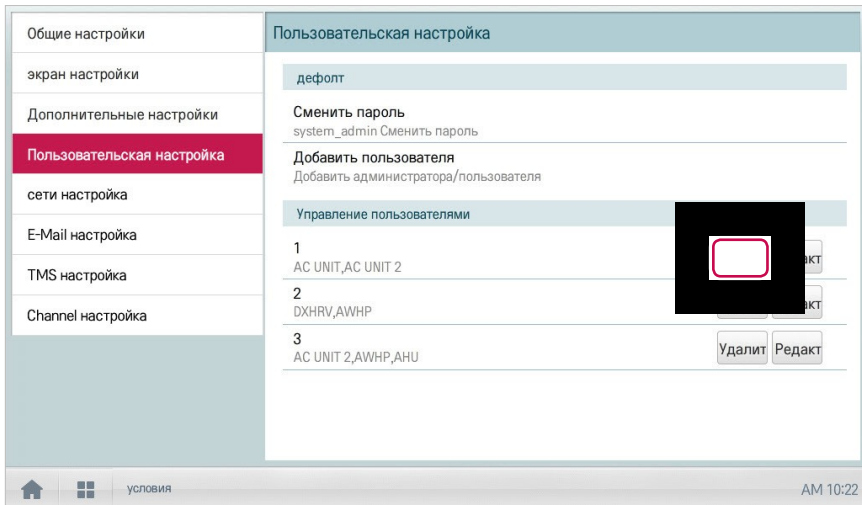 Общие настройки
экран настройки
Дополнительные настройки
Пользовательская настройка
сети настройка
E-Mail настройка
TMS настройка
Channel настройка
Пользовательская настройка
дефолт
Сменить пароль
system_admin Сменить пароль
Добавить пользователя
Добавить администратора/пользователя
Управление пользователями
1
AC UNIT,AC UNIT 2
2
DXHRV,AWHP
3
AC UNIT 2,AWHP,AHU
Удалит Редакт
условия
AM 10:22